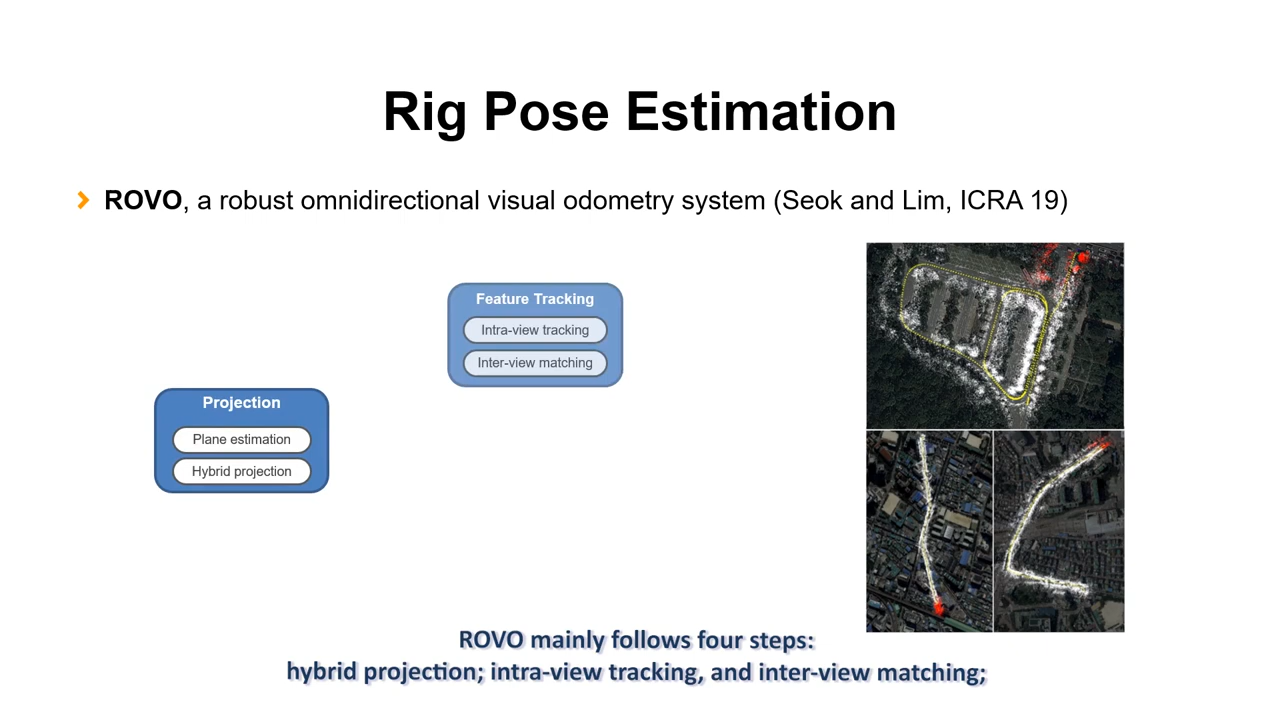 Rig Pose Estimation
ROVO, a robust omnidirectional visual odometry system (Seok and Lim, ICRA 19)
Feature Tracking
Intra-view tracking
Inter-view matching
Projection
Plane estimation
Hybrid projection
ROVO mainly follows four steps:
hybrid projection; intra-view tracking, and inter-view matching;